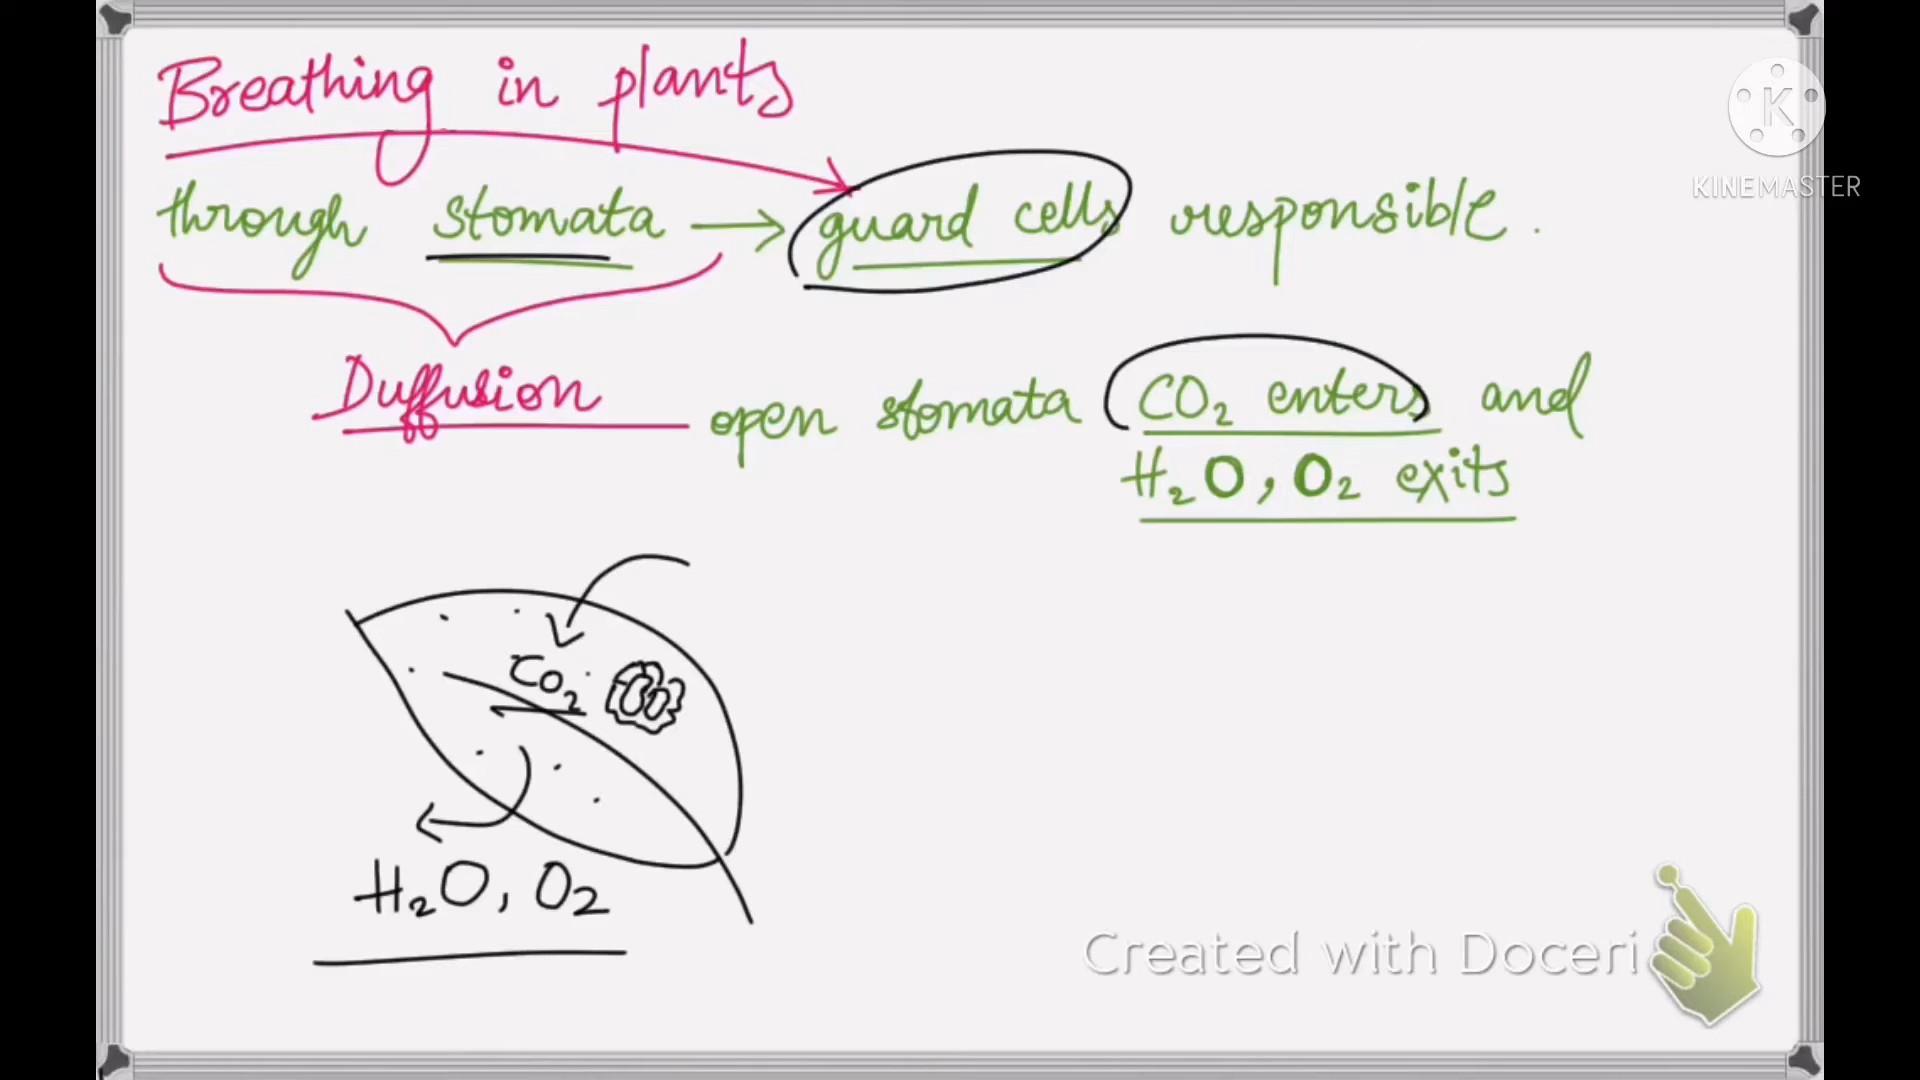 Breathing in plants
through stomata → guard cells responsible.
Duffusion open stomata CO₂ enters and
H₂O, O₂ exits
CO₂
H₂O, O₂
K
KINEMASTER
Created with Doceri